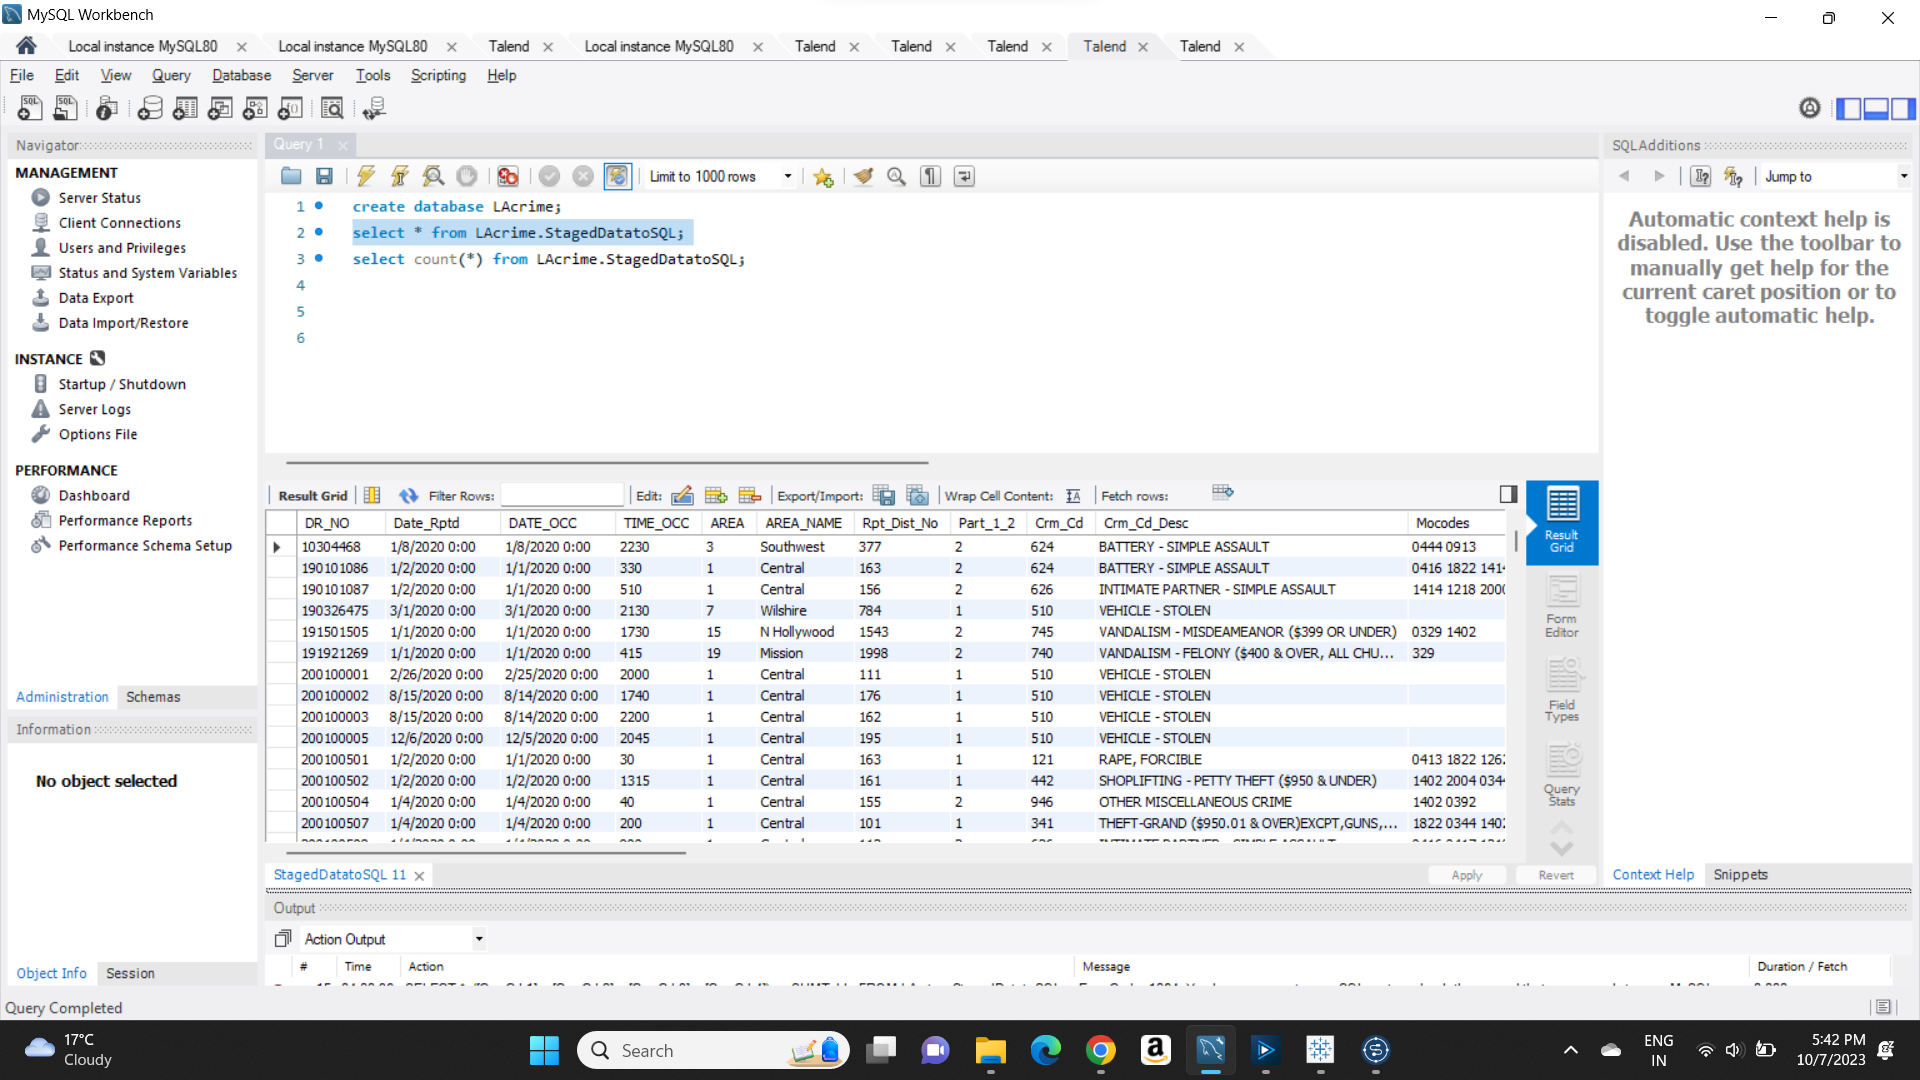 MySQL Workbench
Local instance MySQL80 Local instance MySQL80 Talend Local instance MySQL80 Talend Talend Talend Talend Talend
File Edit View Query Database Server Tools Scripting Help
Navigator
MANAGEMENT
Server Status
Client Connections
Users and Privileges
Status and System Variables
Data Export
Data Import/Restore
INSTANCE
Startup / Shutdown
Server Logs
Options File
PERFORMANCE
Dashboard
Performance Reports
Performance Schema Setup
Administration Schemas
Information
No object selected
Object Info Session
Query 1
Limit to 1000 rows
1 create database LAcrime;
2 select * from LAcrime.StagedDatatoSQL;
3 select count(*) from LAcrime.StagedDatatoSQL;
4
5
6
Result Grid Filter Rows: Edit: Export/Import: Wrap Cell Content: Fetch rows:
DR_NO Date_Rptd DATE_OCC TIME_OCC AREA AREA_NAME Rpt_Dist_No Part_1_2 Crm_Cd Crm_Cd_Desc Mocodes
10304468 1/8/2020 0:00 1/8/2020 0:00 2230 3 Southwest 377 2 624 BATTERY - SIMPLE ASSAULT 0444 0913
190101086 1/2/2020 0:00 1/1/2020 0:00 330 1 Central 163 2 624 BATTERY - SIMPLE ASSAULT 0416 1822 1414
190101087 1/2/2020 0:00 1/1/2020 0:00 510 1 Central 156 2 626 INTIMATE PARTNER - SIMPLE ASSAULT 1414 1218 2000
190326475 3/1/2020 0:00 3/1/2020 0:00 2130 7 Wilshire 784 1 510 VEHICLE - STOLEN
191501505 1/1/2020 0:00 1/1/2020 0:00 1730 15 N Hollywood 1543 2 745 VANDALISM - MISDEAMEANOR ($399 OR UNDER) 0329 1402
191921269 1/1/2020 0:00 1/1/2020 0:00 415 19 Mission 1998 2 740 VANDALISM - FELONY ($400 & OVER, ALL CHU... 329
200100001 2/26/2020 0:00 2/25/2020 0:00 2000 1 Central 111 1 510 VEHICLE - STOLEN
200100002 8/15/2020 0:00 8/14/2020 0:00 1740 1 Central 176 1 510 VEHICLE - STOLEN
200100003 8/15/2020 0:00 8/14/2020 0:00 2200 1 Central 162 1 510 VEHICLE - STOLEN
200100005 12/6/2020 0:00 12/5/2020 0:00 2045 1 Central 195 1 510 VEHICLE - STOLEN
200100501 1/2/2020 0:00 1/1/2020 0:00 30 1 Central 163 1 121 RAPE, FORCIBLE 0413 1822 1262
200100502 1/2/2020 0:00 1/2/2020 0:00 1315 1 Central 161 1 442 SHOPLIFTING - PETTY THEFT ($950 & UNDER) 1402 2004 0344
200100504 1/4/2020 0:00 1/4/2020 0:00 40 1 Central 155 2 946 OTHER MISCELLANEOUS CRIME 1402 0392
200100507 1/4/2020 0:00 1/4/2020 0:00 200 1 Central 101 1 341 THEFT-GRAND ($950.01 & OVER)EXCPT,GUNS,... 1822 0344 1402
Result Grid
Form Editor
Field Types
Query Stats
StagedDatatoSQL 11 Apply Revert
Output
Action Output
# Time Action Message Duration / Fetch
SQLAdditions
Jump to
Automatic context help is
disabled. Use the toolbar to
manually get help for the
current caret position or to
toggle automatic help.
Context Help Snippets
Query Completed
17°C
Cloudy
Search
ENG
IN
5:42 PM
10/7/2023